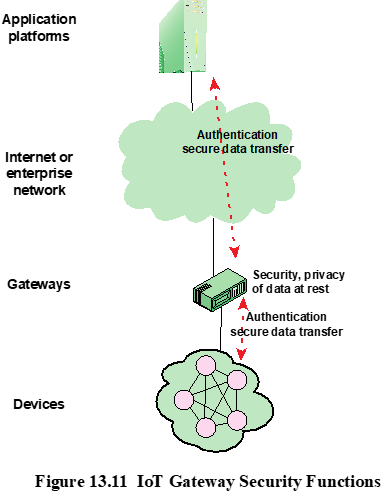 Application
platforms
Authentication
secure data transfer
Internet or
enterprise
network
Gateways
Security, privacy
of data at rest
Authentication
secure data transfer
Devices
Figure 13.11 IoT Gateway Security Functions